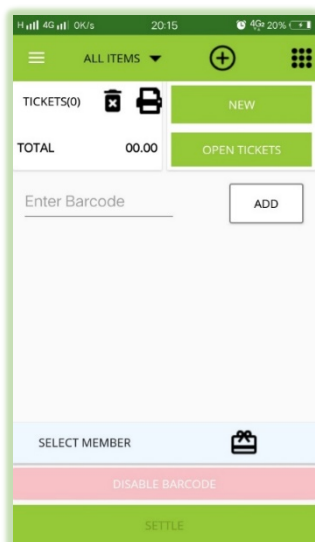 H 4G 0K/s 20:15 4G 20%
ALL ITEMS
TICKETS(0)
NEW
TOTAL 00.00
OPEN TICKETS
Enter Barcode
ADD
SELECT MEMBER
DISABLE BARCODE
SETTLE